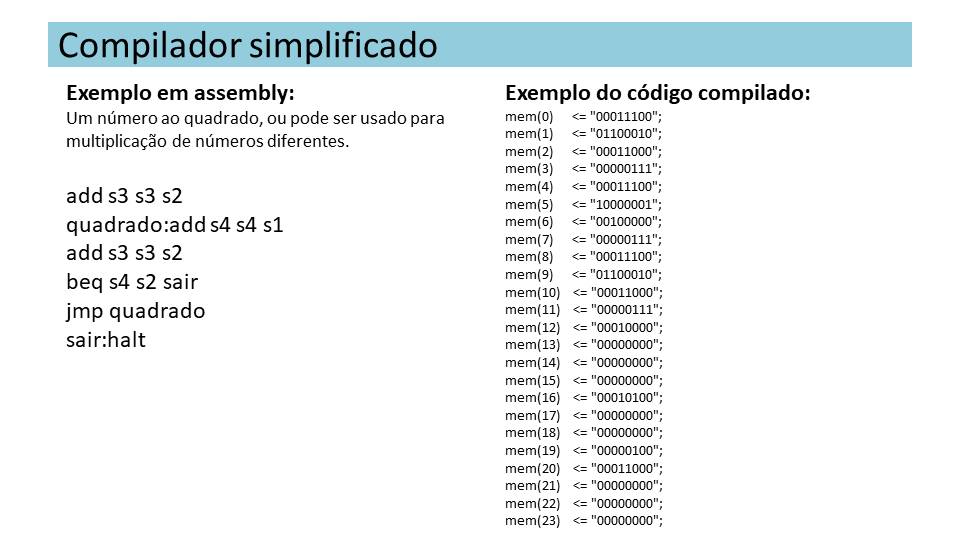 Compilador simplificado
Exemplo em assembly:
Um número ao quadrado, ou pode ser usado para
multiplicação de números diferentes.
add s3 s3 s2
quadrado:add s4 s4 s1
add s3 s3 s2
beq s4 s2 sair
jmp quadrado
sair:halt
Exemplo do código compilado:
mem(0) <= "00011100";
mem(1) <= "01100010";
mem(2) <= "00011000";
mem(3) <= "00000111";
mem(4) <= "00011100";
mem(5) <= "10000001";
mem(6) <= "00100000";
mem(7) <= "00000111";
mem(8) <= "00011100";
mem(9) <= "01100010";
mem(10) <= "00011000";
mem(11) <= "00000111";
mem(12) <= "00010000";
mem(13) <= "00000000";
mem(14) <= "00000000";
mem(15) <= "00000000";
mem(16) <= "00010100";
mem(17) <= "00000000";
mem(18) <= "00000000";
mem(19) <= "00000100";
mem(20) <= "00011000";
mem(21) <= "00000000";
mem(22) <= "00000000";
mem(23) <= "00000000";